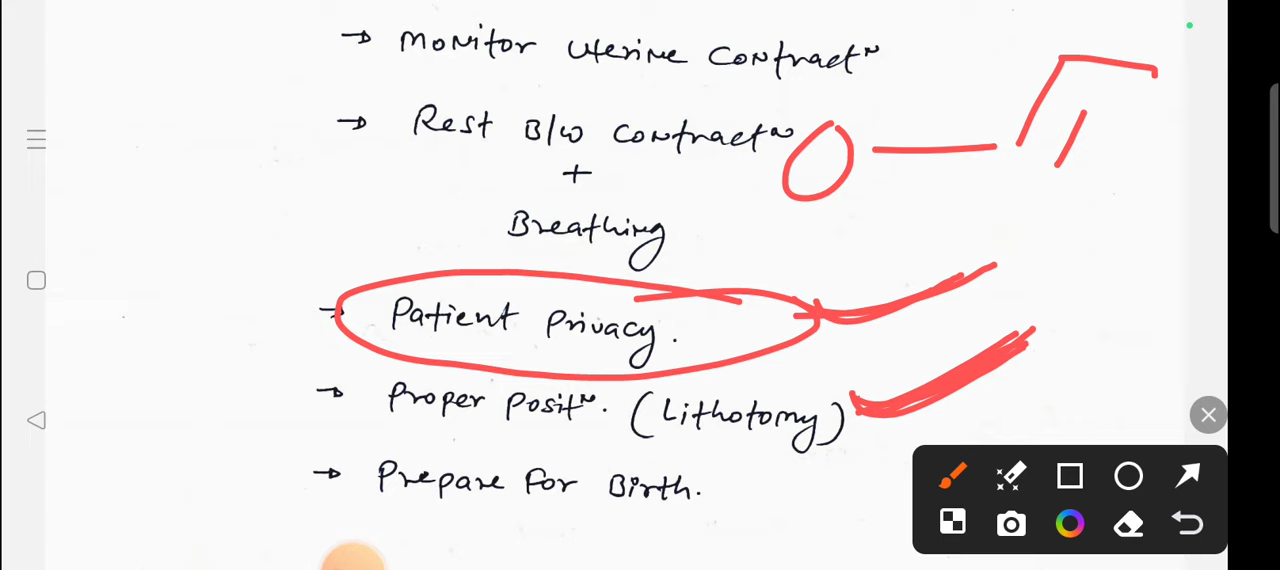 → Monitor Uterine Contractⁿ
→ Rest B/w Contractⁿ
+
Breathing
→ Patient Privacy.
→ Proper Positⁿ. (Lithotomy)
→ Prepare For Birth.